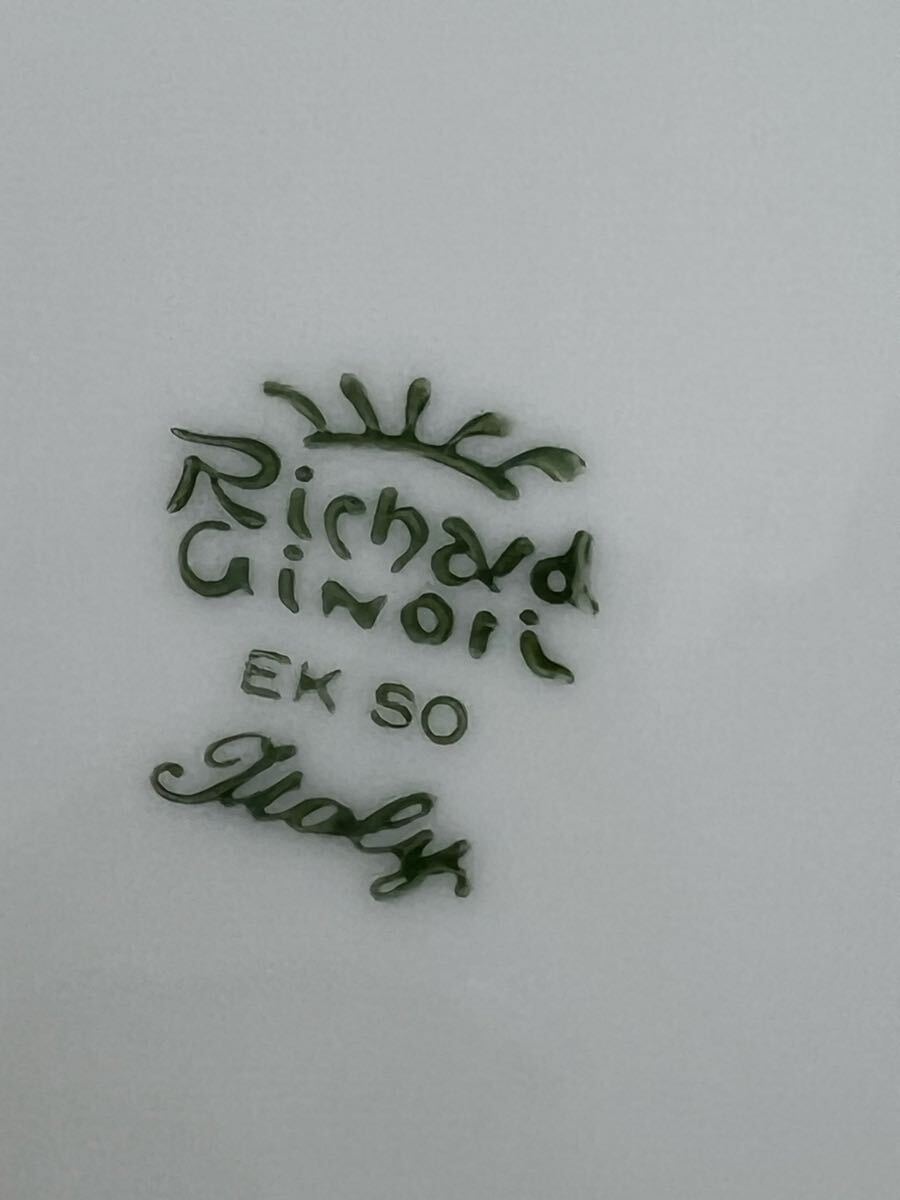 Richard
Ginori
EK SO
Italy